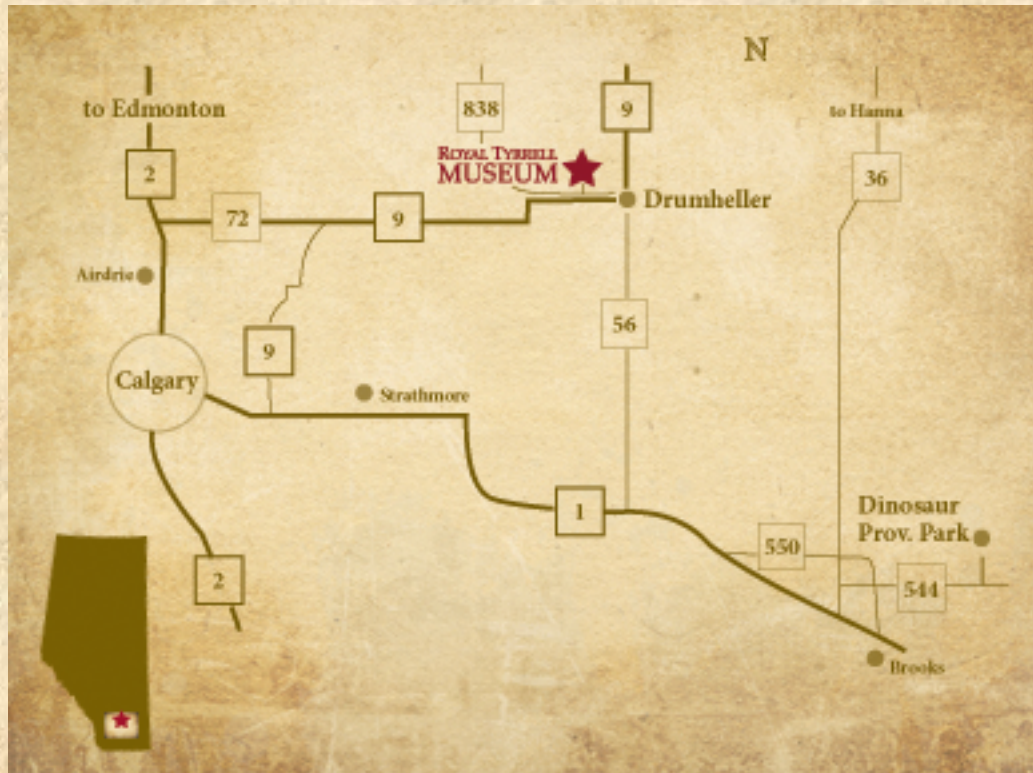 N
to Edmonton
838
9
to Hanna
ROYAL TYRRELL
MUSEUM
2
36
Drumheller
72
9
Airdrie
56
9
Calgary
Strathmore
1
Dinosaur
Prov. Park
550
2
544
Brooks